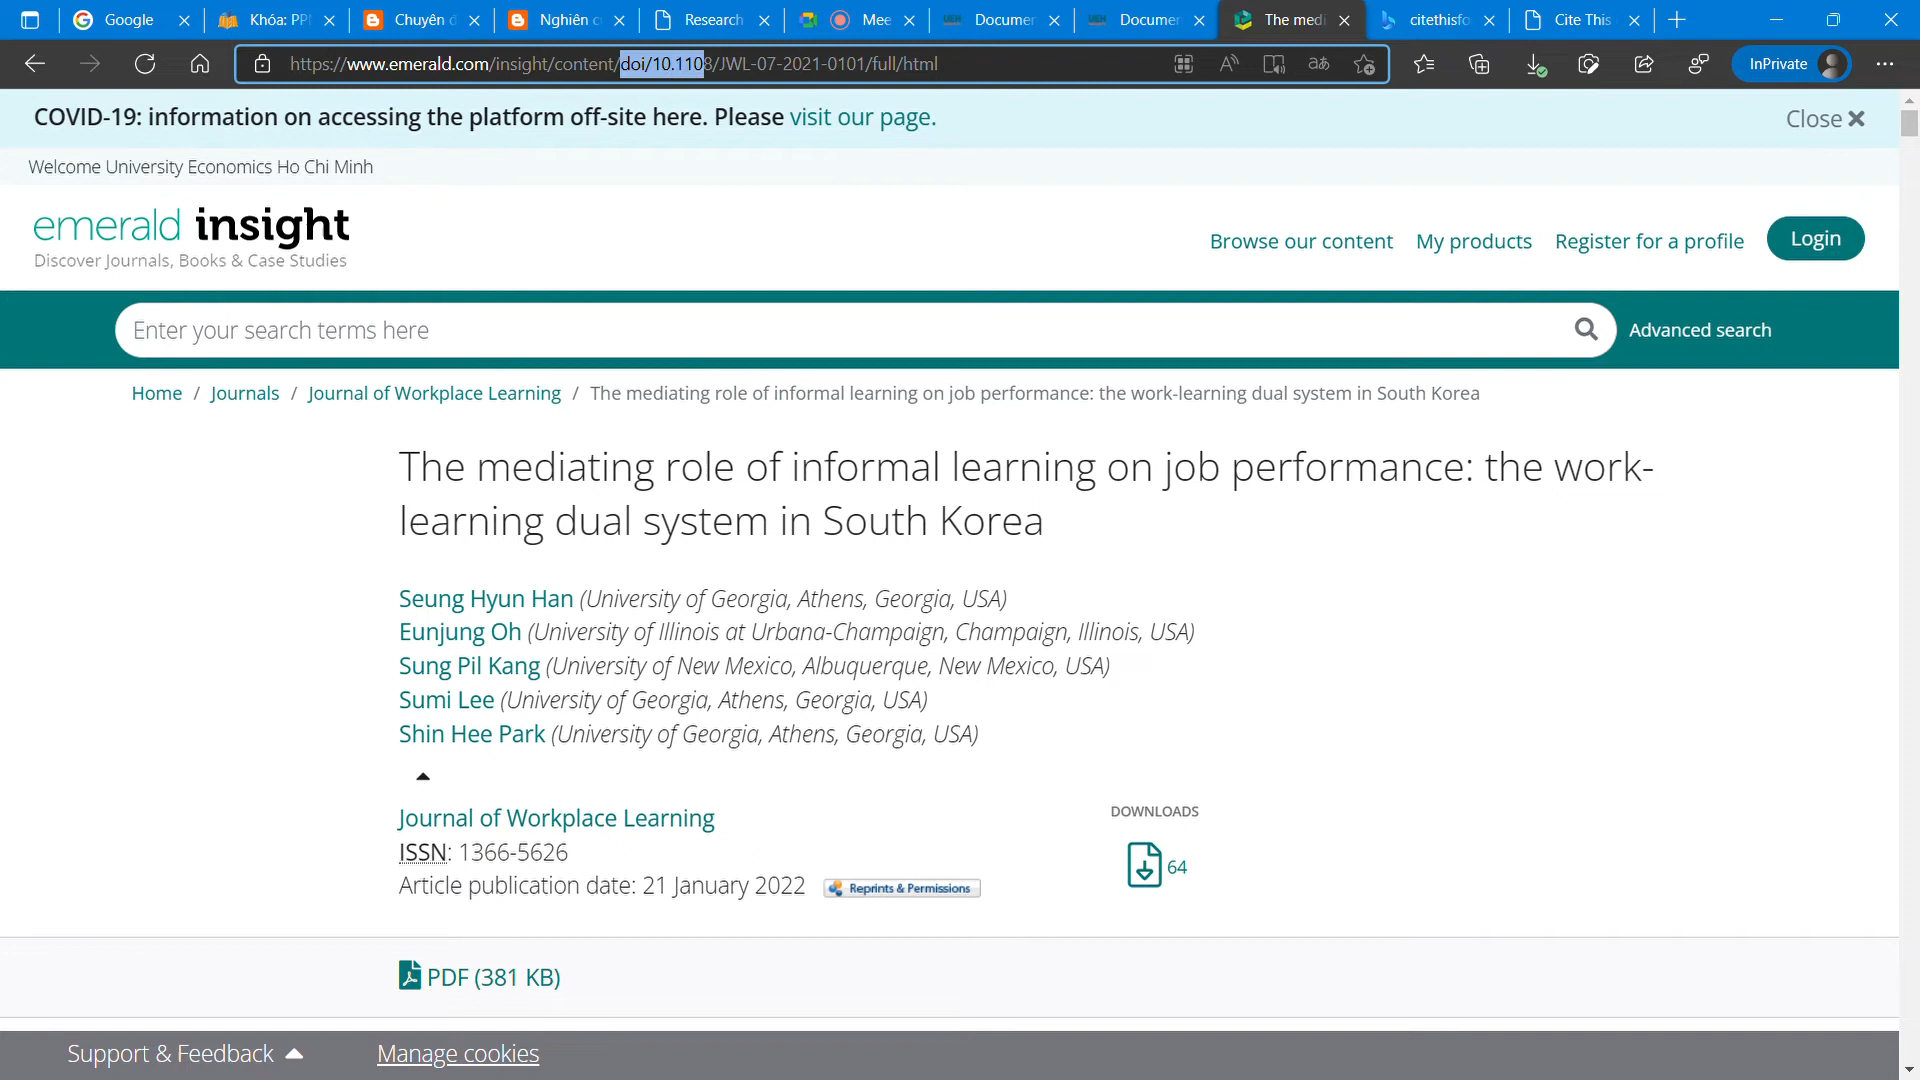 Google
Khóa: PP
Chuyên đ
Nghiên c
Research
Mee
Documer
Documer
The medi
citethisfo
Cite This
https://www.emerald.com/insight/content/doi/10.1108/JWL-07-2021-0101/full/html
InPrivate
COVID-19: information on accessing the platform off-site here. Please visit our page.
Close
Welcome University Economics Ho Chi Minh
emerald insight
Discover Journals, Books & Case Studies
Browse our content
My products
Register for a profile
Login
Enter your search terms here
Advanced search
Home / Journals / Journal of Workplace Learning / The mediating role of informal learning on job performance: the work-learning dual system in South Korea
The mediating role of informal learning on job performance: the work-
learning dual system in South Korea
Seung Hyun Han (University of Georgia, Athens, Georgia, USA)
Eunjung Oh (University of Illinois at Urbana-Champaign, Champaign, Illinois, USA)
Sung Pil Kang (University of New Mexico, Albuquerque, New Mexico, USA)
Sumi Lee (University of Georgia, Athens, Georgia, USA)
Shin Hee Park (University of Georgia, Athens, Georgia, USA)
Journal of Workplace Learning
ISSN: 1366-5626
Article publication date: 21 January 2022
Reprints & Permissions
DOWNLOADS
64
PDF (381 KB)
Support & Feedback
Manage cookies